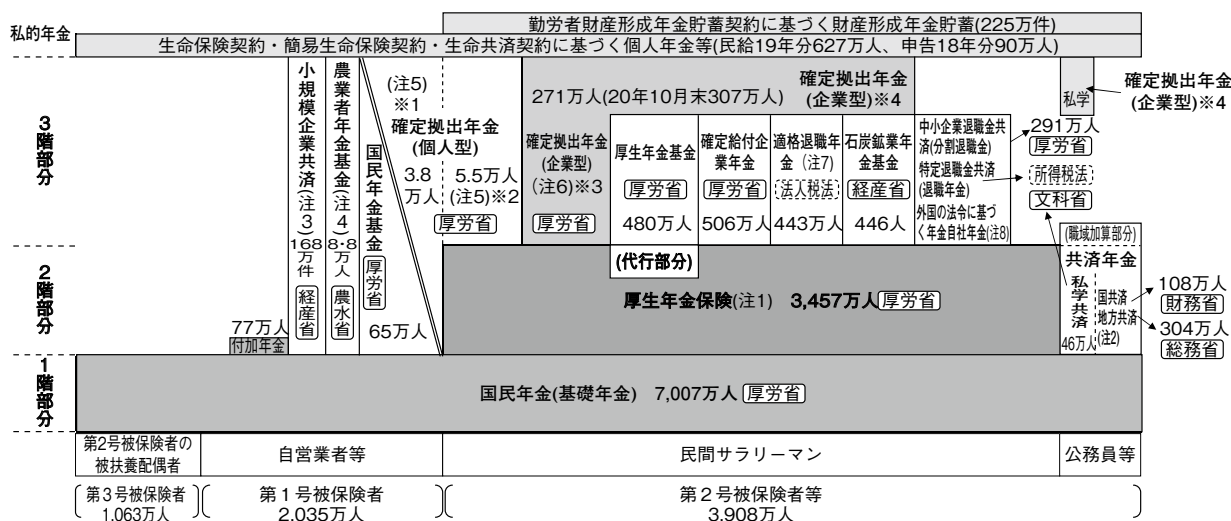 私的年金
勤労者財産形成年金貯蓄契約に基づく財産形成年金貯蓄(225万件)
生命保険契約・簡易生命保険契約・生命共済契約に基づく個人年金等(民給19年分627万人、申告18年分90万人)
3階部分
小規模企業共済(注3)
168万件
経産省
農業者年金基金(注4)
8・8万人
農水省
国民年金基金
厚労省
65万人
(注5)
※1
確定拠出年金
(個人型)
3.8
万人
5.5万人
(注5)※2
厚労省
271万人(20年10月末307万人)
確定拠出年金
(企業型)※4
確定拠出年金
(企業型)
(注6)※3
厚労省
厚生年金基金
厚労省
480万人
(代行部分)
確定給付企
業年金
厚労省
506万人
適格退職年
金(注7)
法人税法
443万人
石炭鉱業年
金基金
経産省
446人
中小企業退職金共
済(分割退職金)
特定退職金共済
(退職年金)
外国の法令に基づ
く年金自社年金(注8)
291万人
厚労省
所得税法
文科省
私学
確定拠出年金
(企業型)※4
2階部分
77万人
付加年金
厚生年金保険(注1) 3,457万人 厚労省
(職域加算部分)
共済年金
私学共済
46万人
国共済
地方共済
(注2)
108万人
財務省
304万人
総務省
1階部分
国民年金(基礎年金) 7,007万人 厚労省
第2号被保険者の
被扶養配偶者
自営業者等
民間サラリーマン
公務員等
第3号被保険者
1,063万人
第1号被保険者
2,035万人
第2号被保険者等
3,908万人